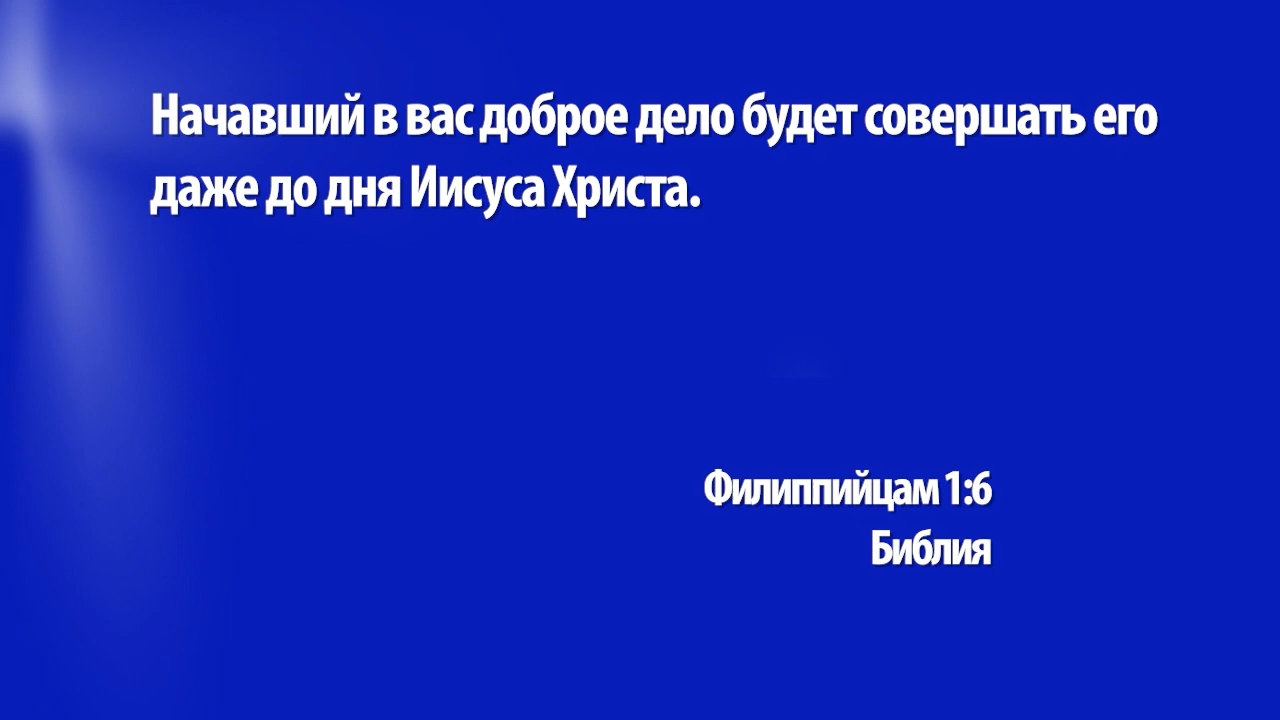 Начавший в вас доброе дело будет совершать его
даже до дня Иисуса Христа.
Филиппийцам 1:6
Библия